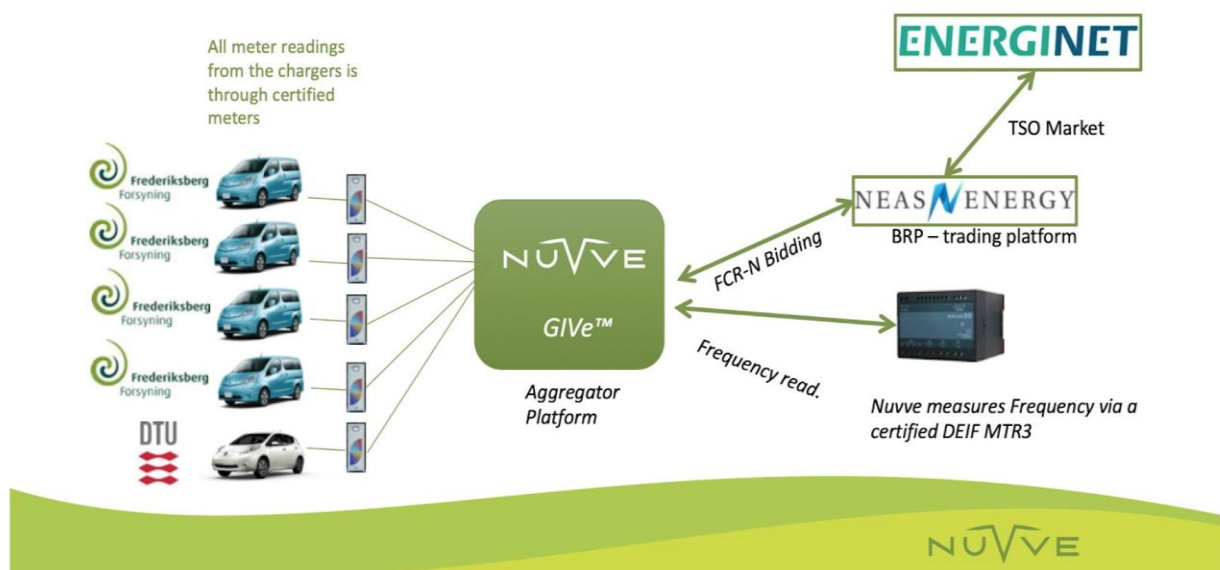 All meter readings
from the chargers is
through certified
meters
Frederiksberg
Forsyning
Frederiksberg
Forsyning
Frederiksberg
Forsyning
Frederiksberg
Forsyning
DTU
NUVVE
GIVe™
Aggregator
Platform
ENERGINET
TSO Market
NEAS ENERGY
BRP – trading platform
FCR-N Bidding
Frequency read.
Nuvve measures Frequency via a
certified DEIF MTR3
NUVVE